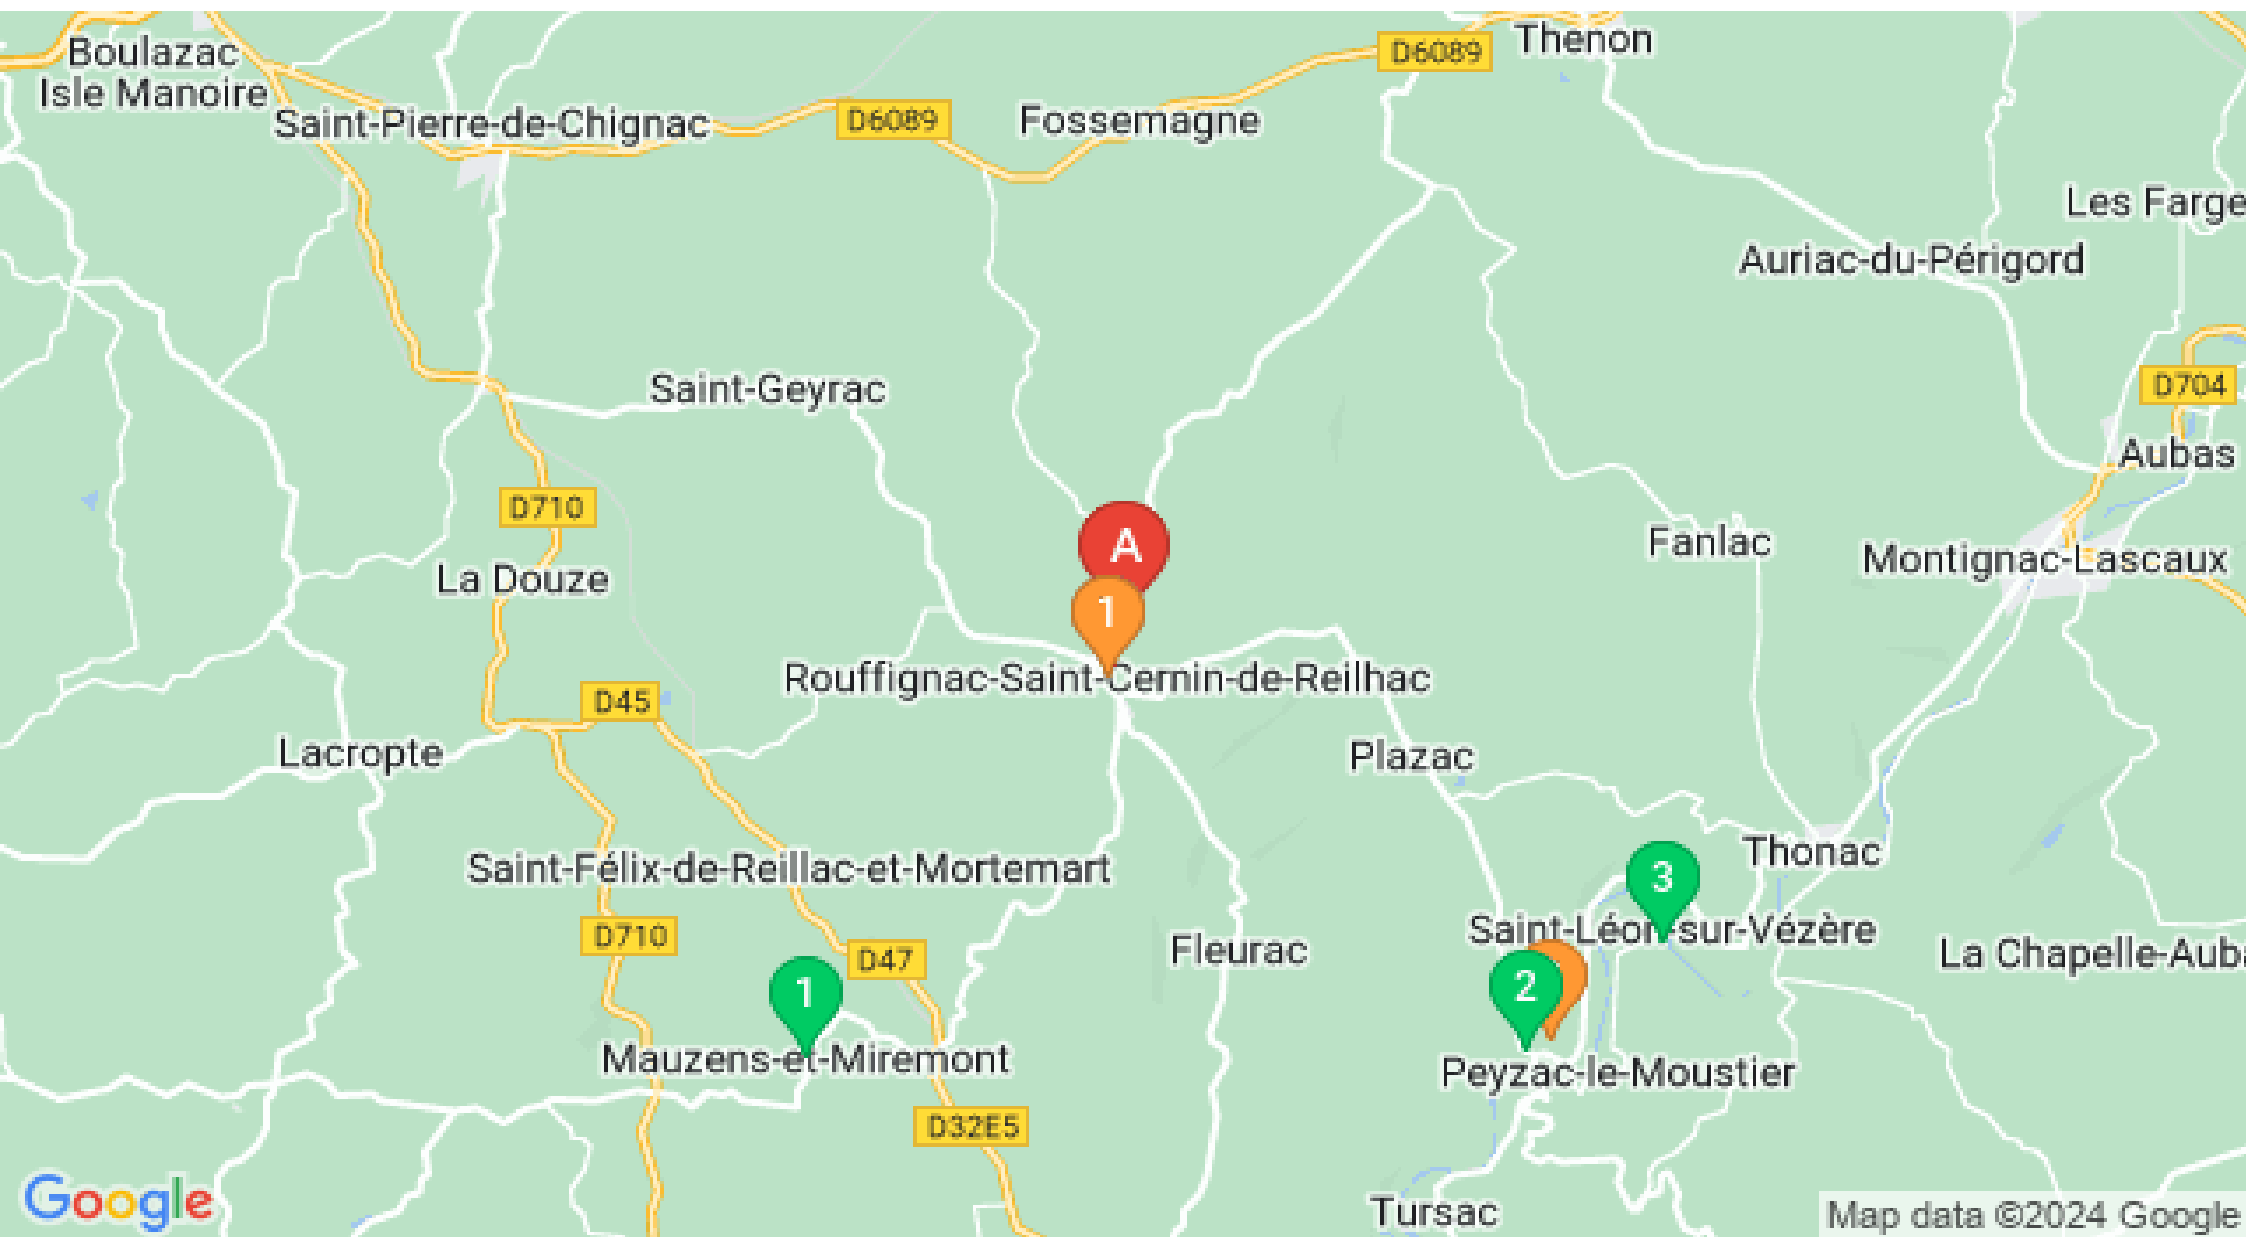 Thenon
D6089
Boulazac
Isle Manoire
Saint-Pierre-de-Chignac
D6089
Fossemagne
Les Farge
Auriac-du-Périgord
Saint-Geyrac
D704
Aubas
D710
A
Fanlac
Montignac-Lascaux
La Douze
1
Rouffignac-Saint-Cernin-de-Reilhac
D45
Lacropte
Plazac
Thonac
Saint-Félix-de-Reillac-et-Mortemart
3
Saint-Léon-sur-Vézère
D710
Fleurac
La Chapelle-Auba
D47
2
1
Mauzens-et-Miremont
Peyzac-le-Moustier
D32E5
Google
Tursac
Map data ©2024 Google